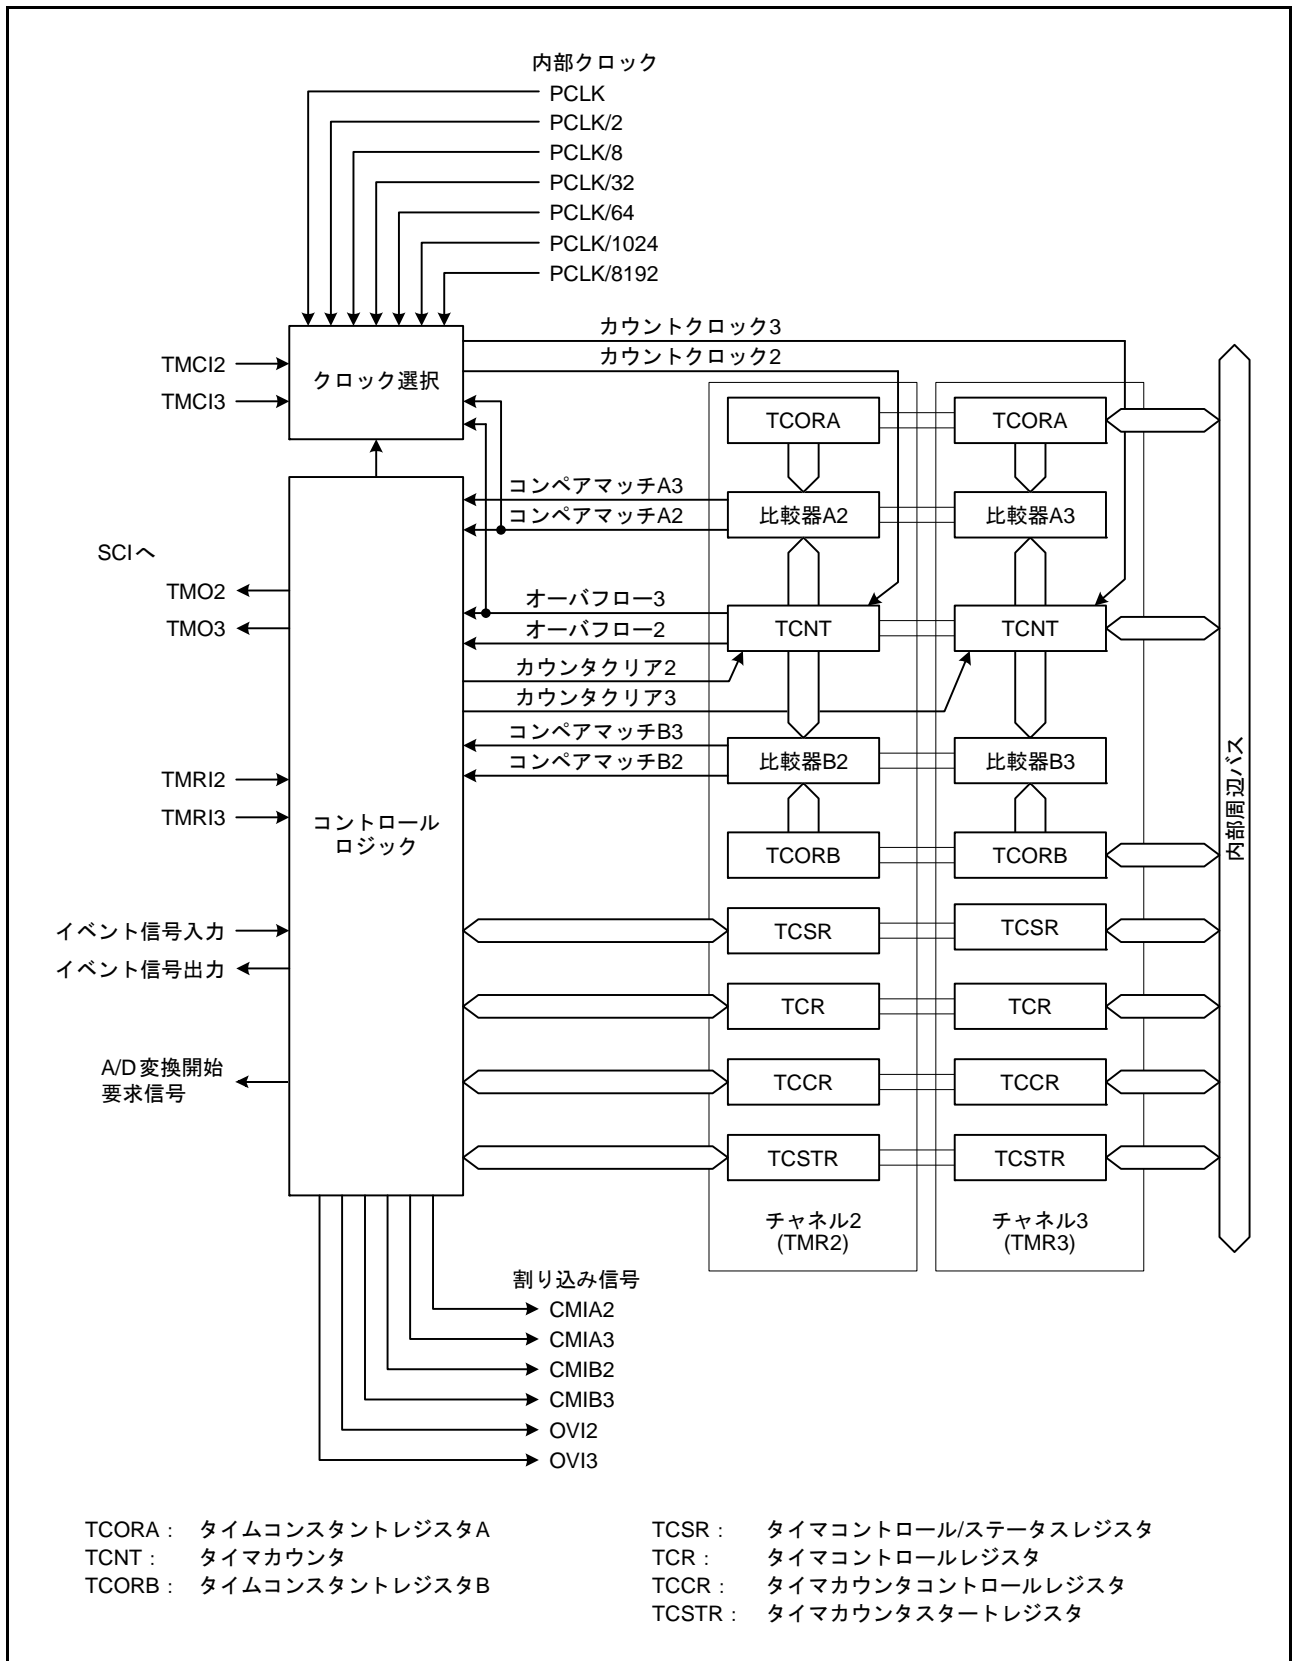 内部クロック
PCLK
PCLK/2
PCLK/8
PCLK/32
PCLK/64
PCLK/1024
PCLK/8192
カウントクロック3
カウントクロック2
TMCI2
TMCI3
クロック選択
TCORA
TCORA
コンペアマッチA3
コンペアマッチA2
比較器A2
比較器A3
SCIへ
TMO2
TMO3
オーバフロー3
オーバフロー2
TCNT
TCNT
カウンタクリア2
カウンタクリア3
コンペアマッチB3
コンペアマッチB2
比較器B2
比較器B3
内部周辺バス
TMRI2
TMRI3
コントロール
ロジック
TCORB
TCORB
イベント信号入力
イベント信号出力
TCSR
TCSR
TCR
TCR
A/D変換開始
要求信号
TCCR
TCCR
TCSTR
TCSTR
チャネル2
(TMR2)
チャネル3
(TMR3)
割り込み信号
CMIA2
CMIA3
CMIB2
CMIB3
OVI2
OVI3
TCORA : タイムコンスタントレジスタA
TCNT : タイマカウンタ
TCORB : タイムコンスタントレジスタB
TCSR : タイマコントロール/ステータスレジスタ
TCR : タイマコントロールレジスタ
TCCR : タイマカウンタコントロールレジスタ
TCSTR : タイマカウンタスタートレジスタ